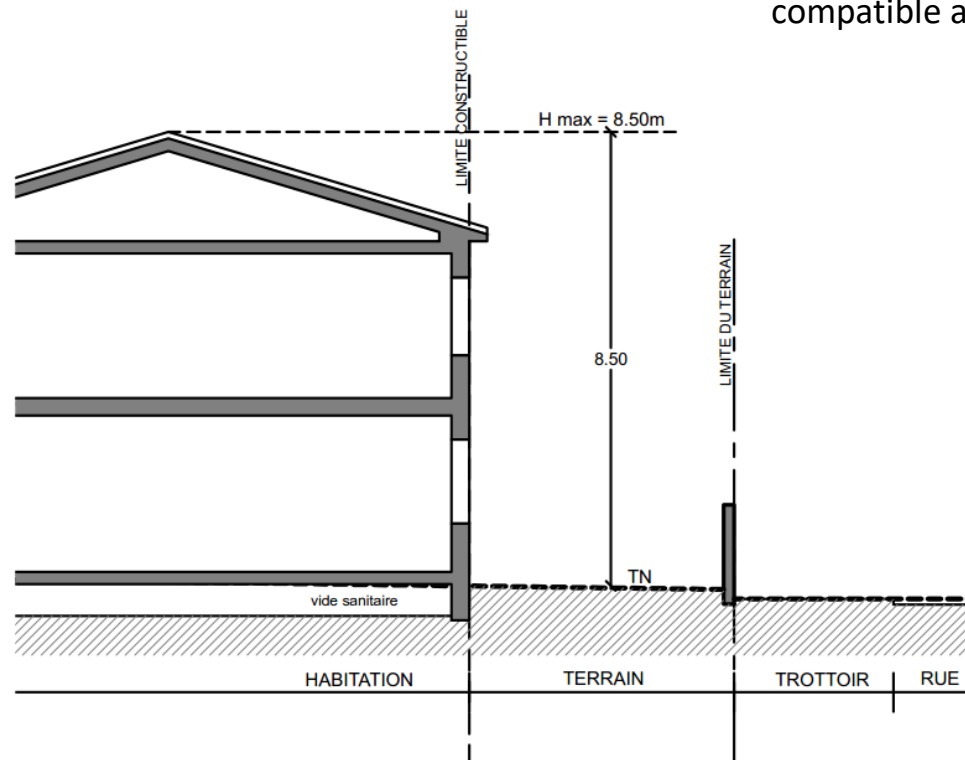 compatible a
LIMITE CONSTRUCTIBLE
H max = 8.50m
LIMITE DU TERRAIN
8.50
TN
vide sanitaire
HABITATION
TERRAIN
TROTTOIR
RUE